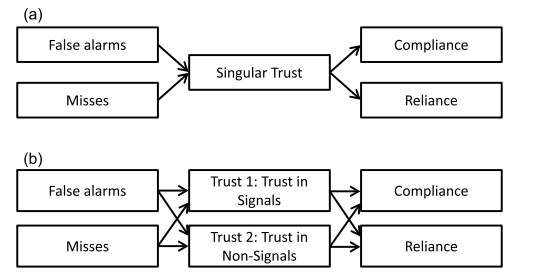 (a)
False alarms
Misses
Singular Trust
Compliance
Reliance
(b)
False alarms
Misses
Trust 1: Trust in
Signals
Trust 2: Trust in
Non-Signals
Compliance
Reliance